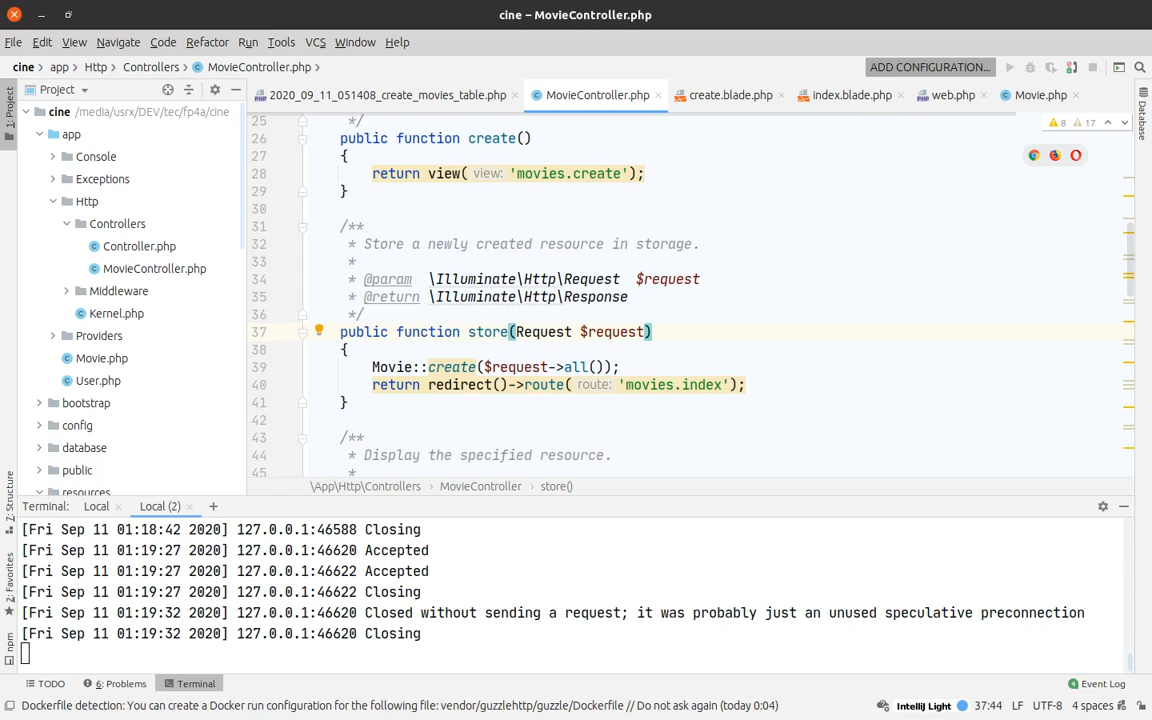 cine – MovieController.php
File Edit View Navigate Code Refactor Run Tools VCS Window Help
cine > app > Http > Controllers > MovieController.php >
ADD CONFIGURATION...
Project
2020_09_11_051408_create_movies_table.php
MovieController.php
create.blade.php
index.blade.php
web.php
Movie.php
1: Project
Z: Structure
2: Favorites
npm
Database
cine /media/usrx/DEV/tec/fp4a/cine
app
Console
Exceptions
Http
Controllers
Controller.php
MovieController.php
Middleware
Kernel.php
Providers
Movie.php
User.php
bootstrap
config
database
public
resources
8 17
25 */
26 public function create()
27 {
28 return view( view: 'movies.create');
29 }
30
31 /**
32 * Store a newly created resource in storage.
33 *
34 * @param \Illuminate\Http\Request $request
35 * @return \Illuminate\Http\Response
36 */
37 public function store(Request $request)
38 {
39 Movie::create($request->all());
40 return redirect()->route( route: 'movies.index');
41 }
42
43 /**
44 * Display the specified resource.
45 *
\App\Http\Controllers > MovieController > store()
Terminal: Local Local (2) +
[Fri Sep 11 01:18:42 2020] 127.0.0.1:46588 Closing
[Fri Sep 11 01:19:27 2020] 127.0.0.1:46620 Accepted
[Fri Sep 11 01:19:27 2020] 127.0.0.1:46622 Accepted
[Fri Sep 11 01:19:27 2020] 127.0.0.1:46622 Closing
[Fri Sep 11 01:19:32 2020] 127.0.0.1:46620 Closed without sending a request; it was probably just an unused speculative preconnection
[Fri Sep 11 01:19:32 2020] 127.0.0.1:46620 Closing
TODO 6: Problems Terminal 4 Event Log
Dockerfile detection: You can create a Docker run configuration for the following file: vendor/guzzlehttp/guzzle/Dockerfile // Do not ask again (today 0:04) IntelliJ Light 37:44 LF UTF-8 4 spaces